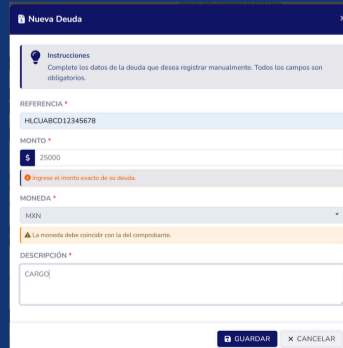 Nueva Deuda
Instrucciones
Complete los datos de la deuda que desea registrar manualmente. Todos los campos son
obligatorios.
REFERENCIA *
HLCUABCD12345678
MONTO *
$ 25000
Ingrese el monto exacto de su deuda.
MONEDA *
MXN
La moneda debe coincidir con la del comprobante.
DESCRIPCIÓN *
CARGO
GUARDAR × CANCELAR